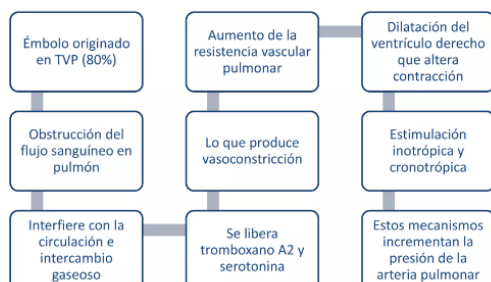 Émbolo originado
en TVP (80%)
Obstrucción del
flujo sanguíneo en
pulmón
Interfiere con la
circulación e
intercambio
gaseoso
Se libera
tromboxano A2 y
serotonina
Lo que produce
vasoconstricción
Aumento de la
resistencia vascular
pulmonar
Dilatación del
ventrículo derecho
que altera
contracción
Estimulación
inotrópica y
cronotrópica
Estos mecanismos
incrementan la
presión de la
arteria pulmonar